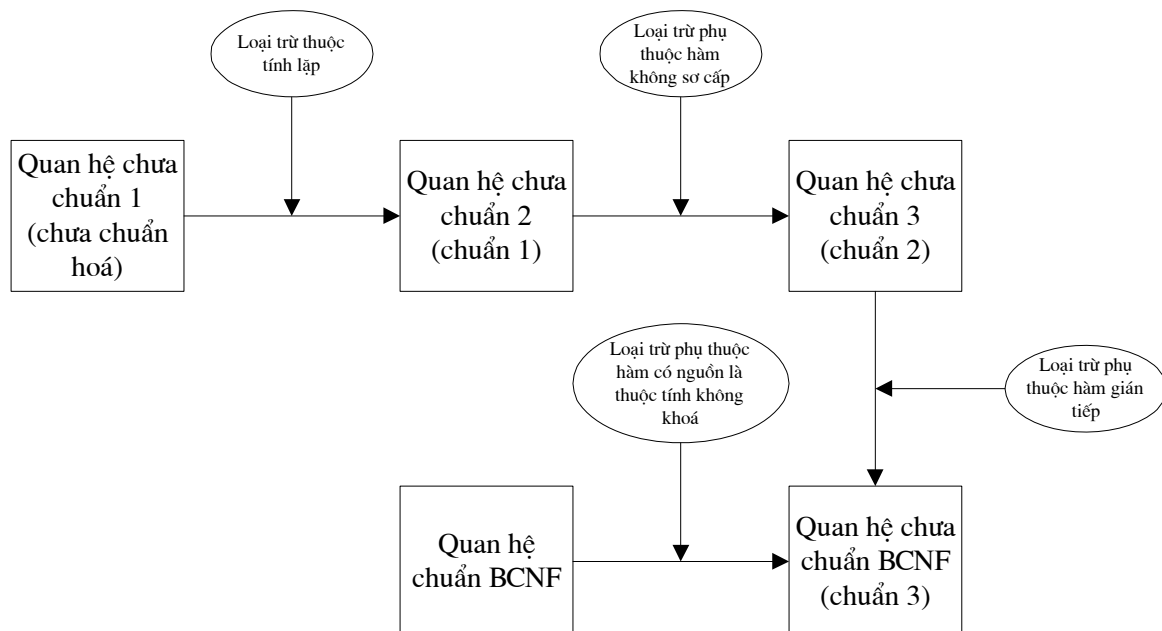 Loại trừ thuộc
tính lặp
Loại trừ phụ
thuộc hàm
không sơ cấp
Quan hệ chưa
chuẩn 1
(chưa chuẩn
hoá)
Quan hệ chưa
chuẩn 2
(chuẩn 1)
Quan hệ chưa
chuẩn 3
(chuẩn 2)
Loại trừ phụ thuộc
hàm có nguồn là
thuộc tính không
khoá
Loại trừ phụ
thuộc hàm gián
tiếp
Quan hệ
chuẩn BCNF
Quan hệ chưa
chuẩn BCNF
(chuẩn 3)